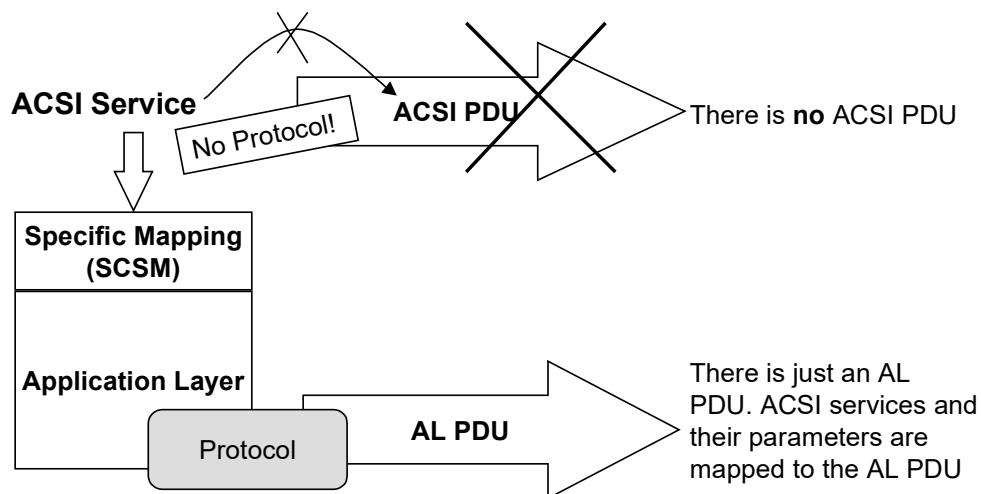 ACSI Service
No Protocol!
ACSI PDU
There is no ACSI PDU
Specific Mapping
(SCSM)
Application Layer
Protocol
AL PDU
There is just an AL
PDU. ACSI services and
their parameters are
mapped to the AL PDU